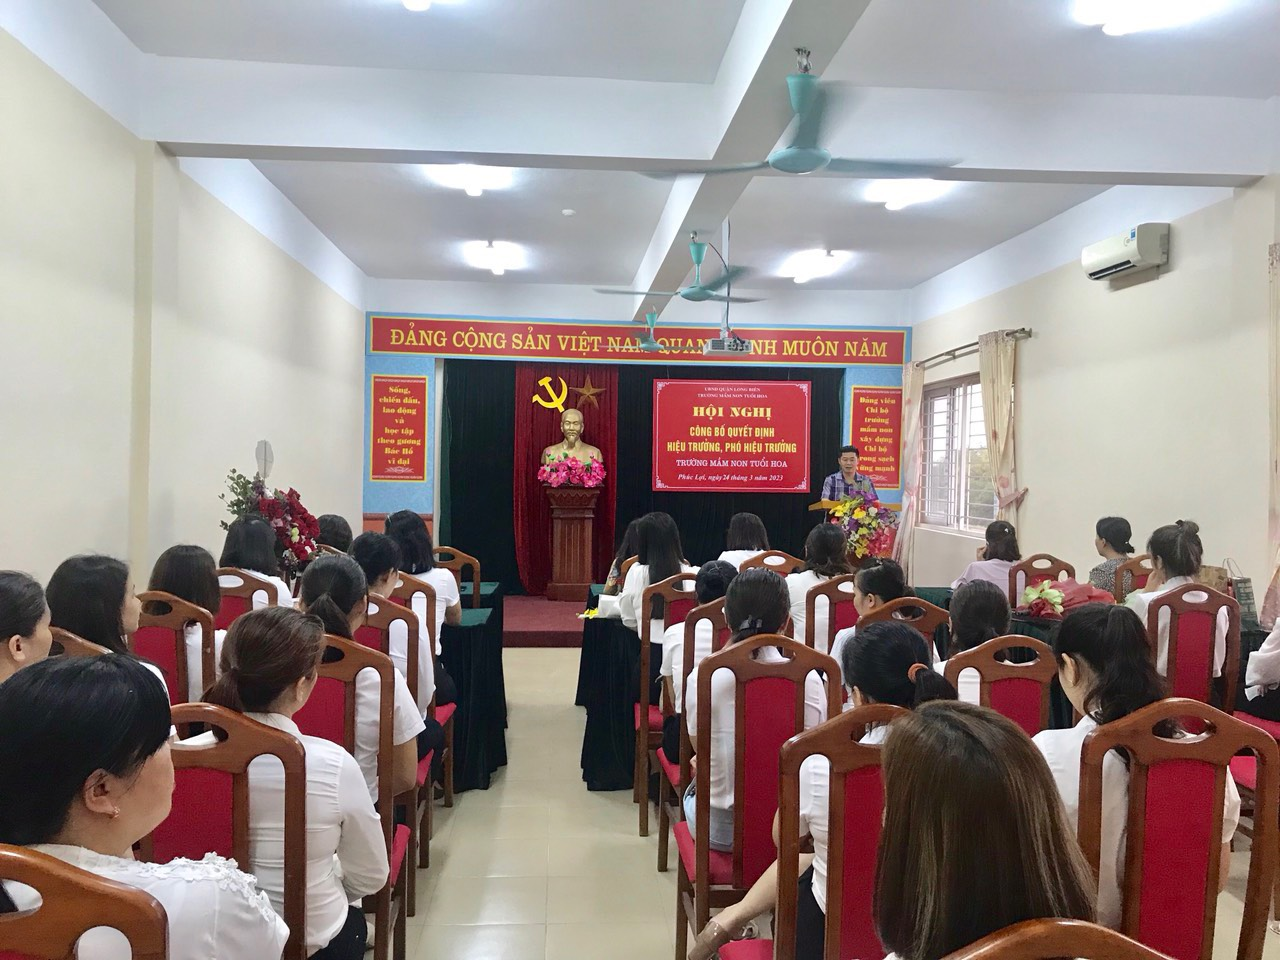 ĐẢNG CỘNG SẢN VIỆT NAM QUANG VINH MUÔN NĂM
Sống,
chiến đấu,
lao động
và
học tập
theo gương
Bác Hồ
vĩ đại
UBND QUẬN LONG BIÊN
TRƯỜNG MẦM NON TUỔI HOA
HỘI NGHỊ
CÔNG BỐ QUYẾT ĐỊNH
HIỆU TRƯỞNG, PHÓ HIỆU TRƯỞNG
TRƯỜNG MẦM NON TUỔI HOA
Phúc Lợi, ngày 24 tháng 3 năm 2023
Đảng viên
Chi bộ
trường
mầm non
xây dựng
Chi bộ
trong sạch
vững mạnh